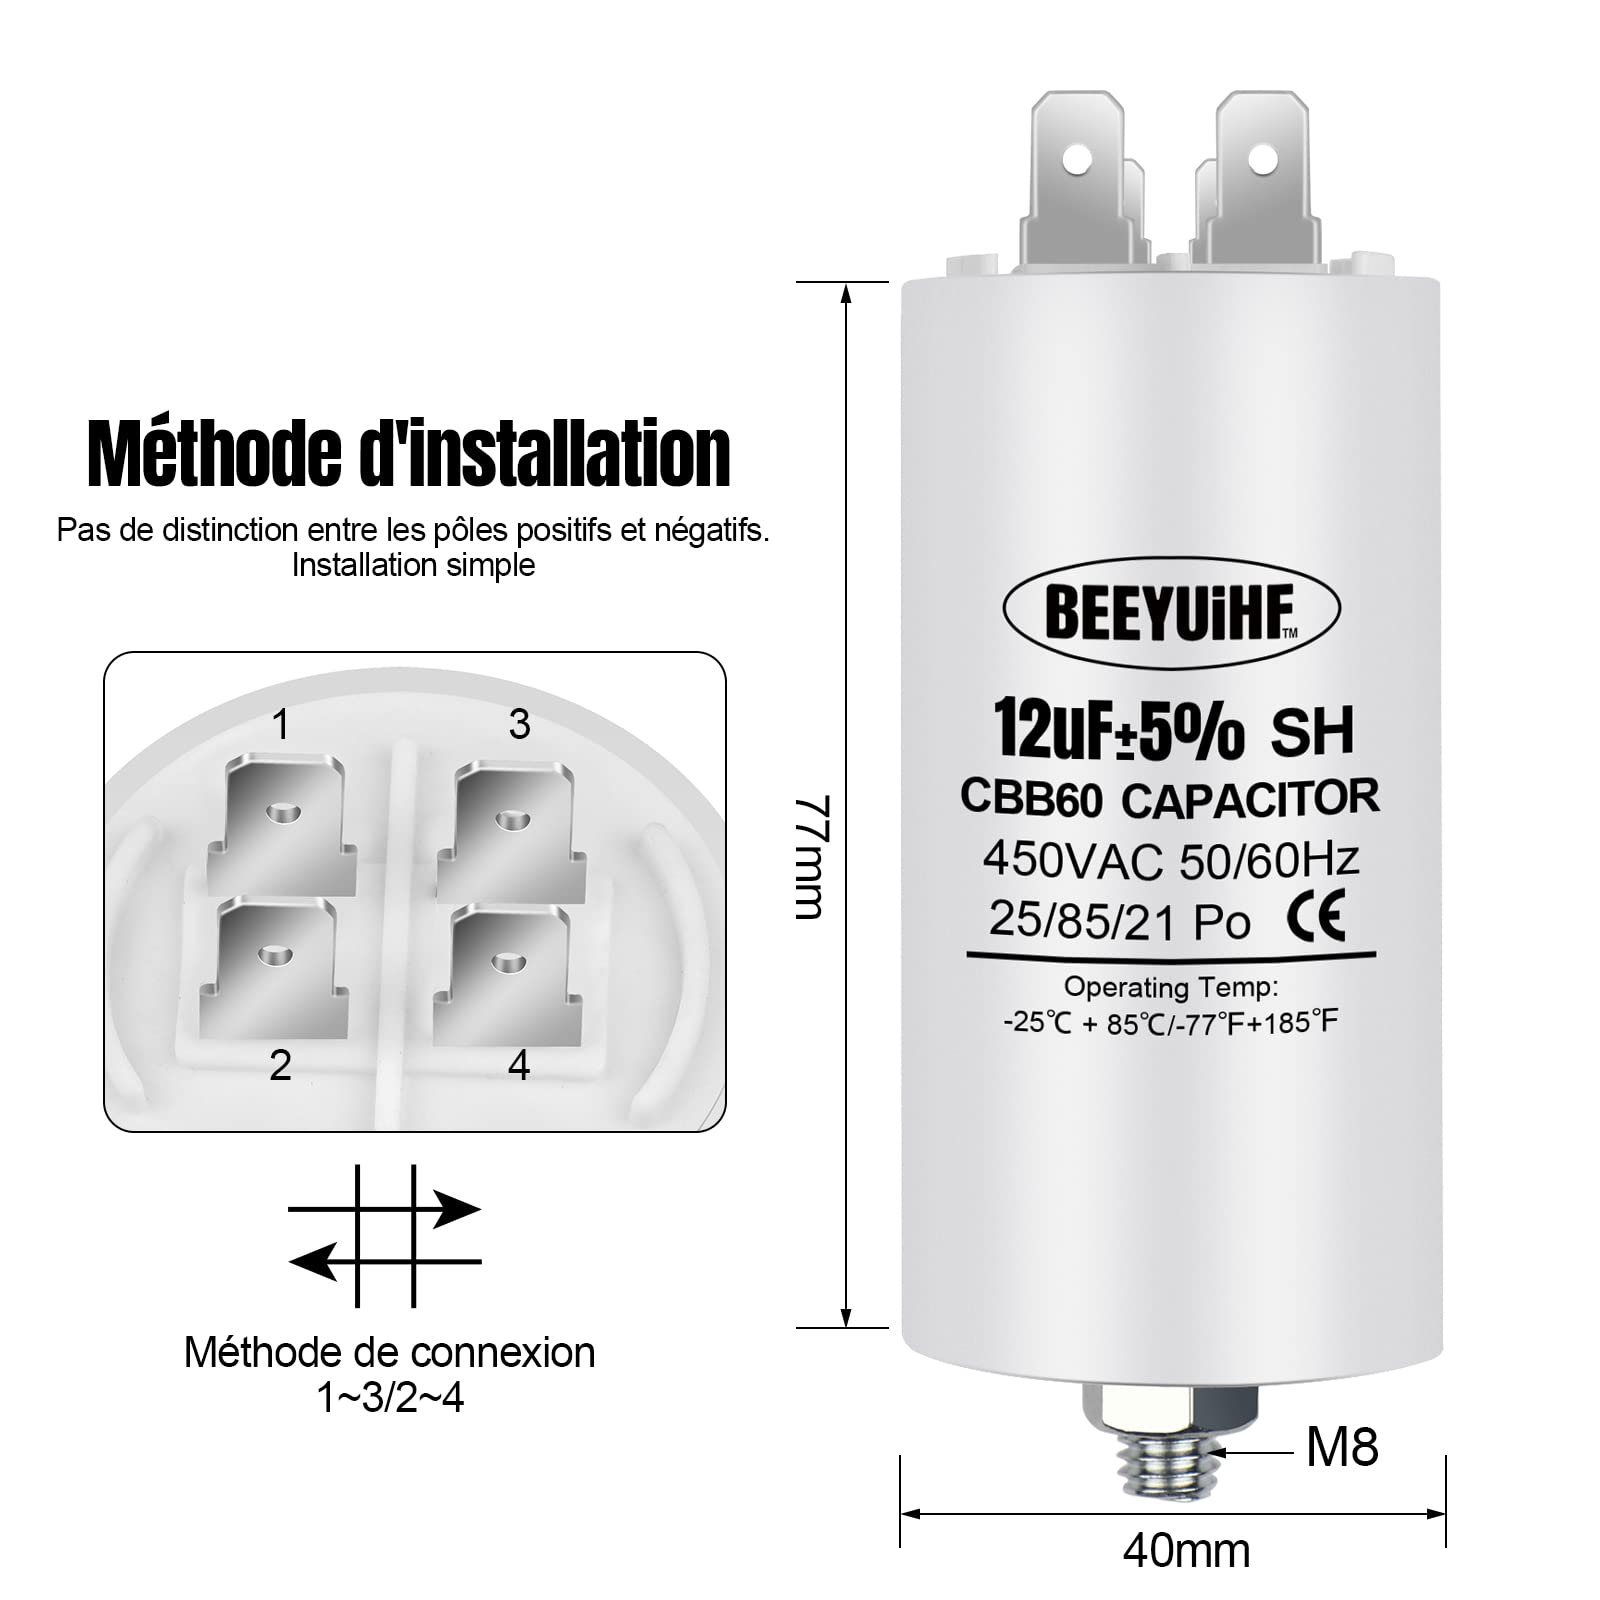 Méthode d'installation
Pas de distinction entre les pôles positifs et négatifs.
Installation simple
1 3
2 4
Méthode de connexion
1~3/2~4
77mm
BEEYUiHF™
12uF±5% SH
CBB60 CAPACITOR
450VAC 50/60Hz
25/85/21 Po CE
Operating Temp:
-25℃ + 85℃/-77℉+185℉
M8
40mm